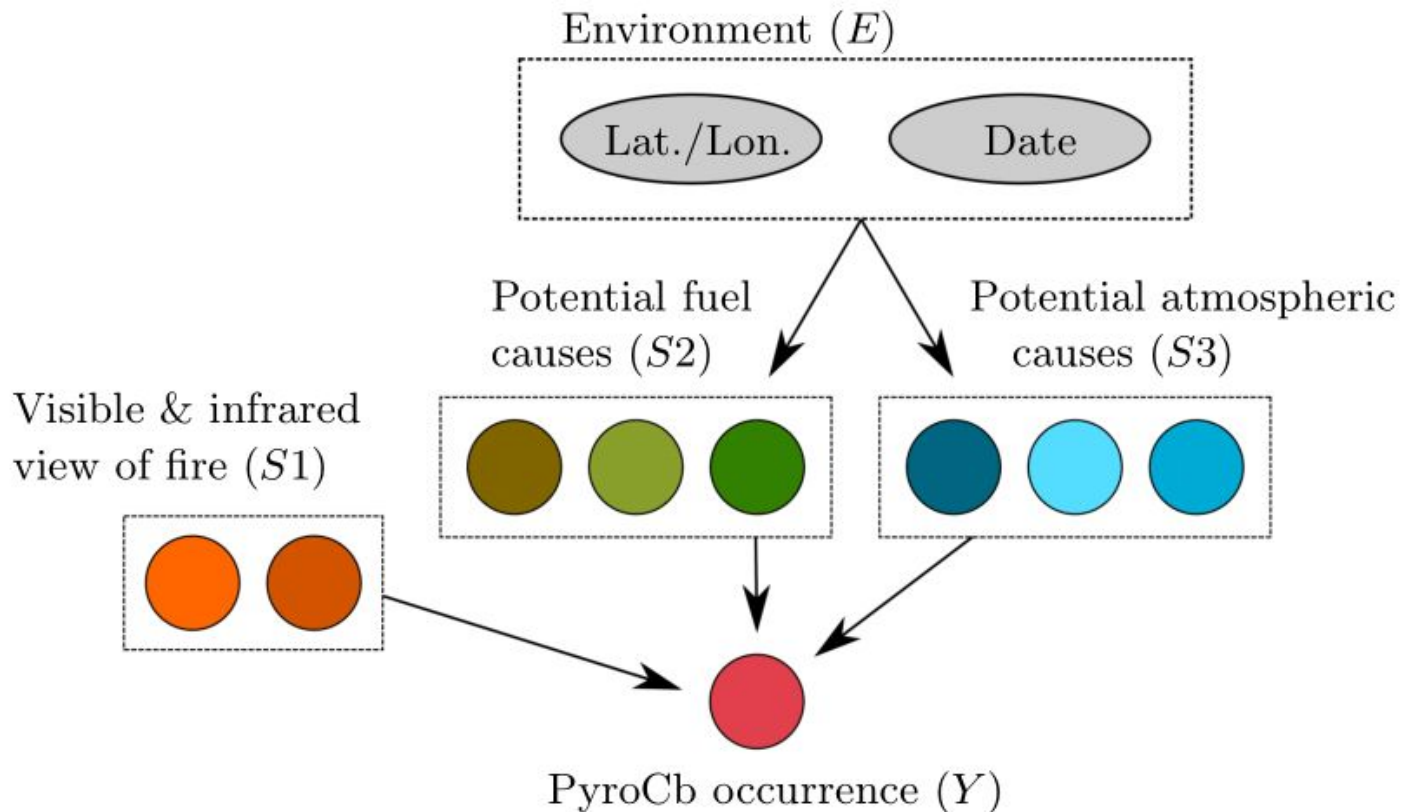 Environment (E)
Lat./Lon.
Date
Potential fuel
causes (S2)
Potential atmospheric
causes (S3)
Visible & infrared
view of fire (S1)
PyroCb occurrence (Y)